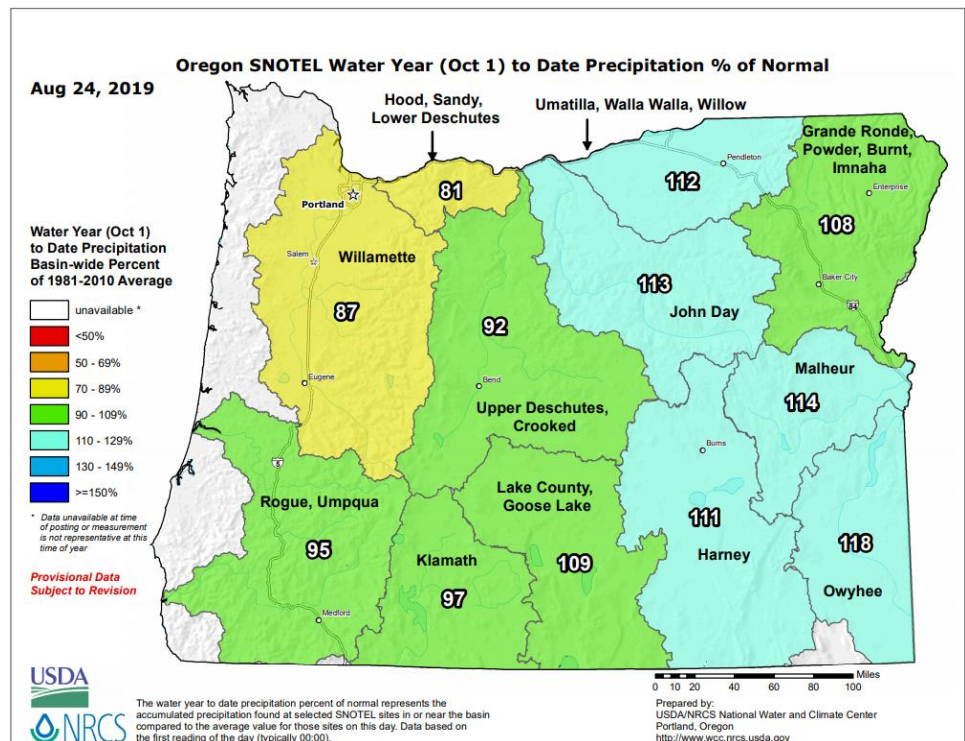 Oregon SNOTEL Water Year (Oct 1) to Date Precipitation % of Normal
Aug 24, 2019
Hood, Sandy,
Lower Deschutes
Umatilla, Walla Walla, Willow
Grande Ronde,
Powder, Burnt,
Imnaha
Pendleton
Enterprise
112
81
Portland
108
Water Year (Oct 1)
to Date Precipitation
Basin-wide Percent
of 1981-2010 Average
Salem
Willamette
113
John Day
Baker City
84
unavailable *
<50%
50 - 69%
70 - 89%
90 - 109%
110 - 129%
130 - 149%
>=150%
87
92
Eugene
Bend
Upper Deschutes,
Crooked
Malheur
114
Burns
5
Rogue, Umpqua
Lake County,
Goose Lake
* Data unavailable at time
of posting or measurement
is not representative at this
time of year
95
Klamath
97
109
111
Harney
118
Owyhee
Provisional Data
Subject to Revision
Medford
Miles
0 10 20 40 60 80 100
USDA
NRCS
The water year to date precipitation percent of normal represents the
accumulated precipitation found at selected SNOTEL sites in or near the basin
compared to the average value for those sites on this day. Data based on
the first reading of the day (typically 00:00).
Prepared by:
USDA/NRCS National Water and Climate Center
Portland, Oregon
http://www.wcc.nrcs.usda.gov